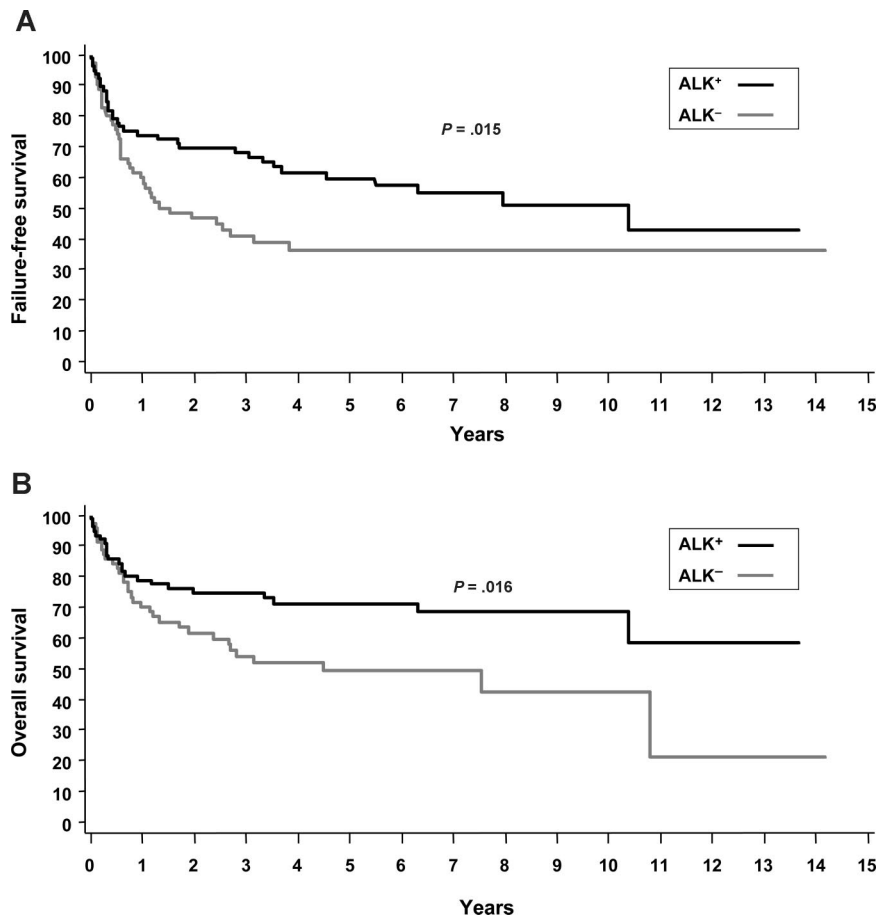 A
Failure-free survival
100
90
80
70
60
50
40
30
20
10
0
ALK+
ALK–
P = .015
0 1 2 3 4 5 6 7 8 9 10 11 12 13 14 15
Years
B
Overall survival
100
90
80
70
60
50
40
30
20
10
0
ALK+
ALK–
P = .016
0 1 2 3 4 5 6 7 8 9 10 11 12 13 14 15
Years